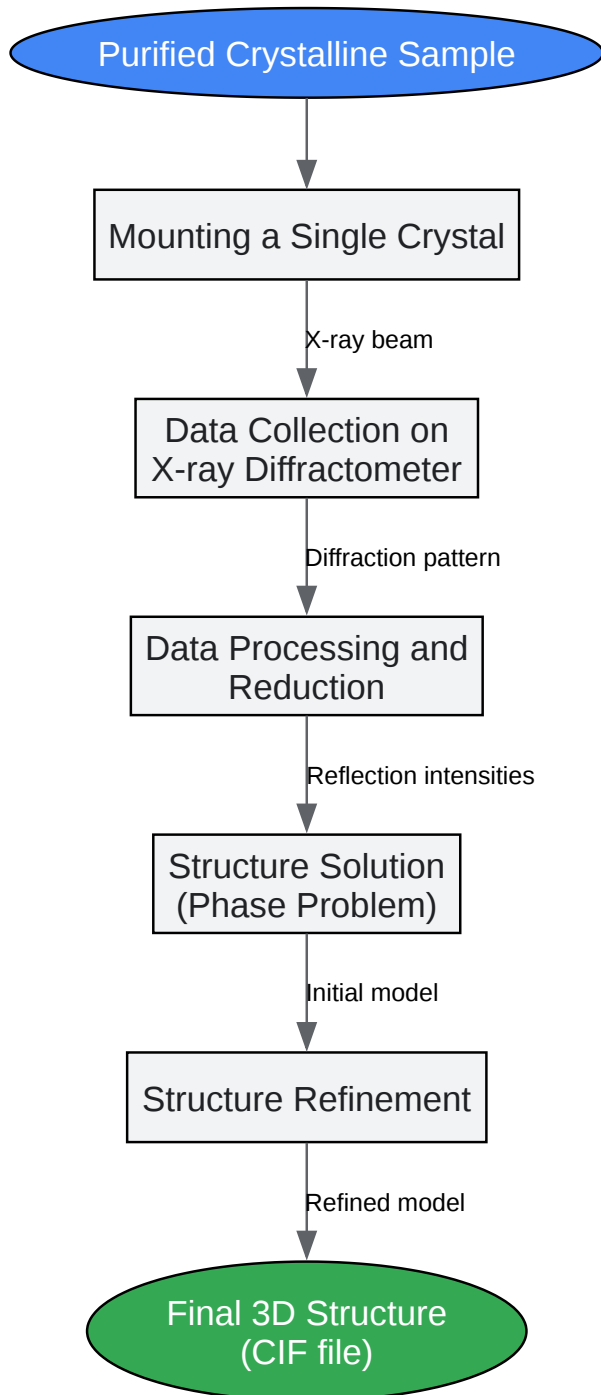 Purified Crystalline Sample
Mounting a Single Crystal
X-ray beam
Data Collection on
X-ray Diffractometer
Diffraction pattern
Data Processing and
Reduction
Reflection intensities
Structure Solution
(Phase Problem)
Initial model
Structure Refinement
Refined model
Final 3D Structure
(CIF file)